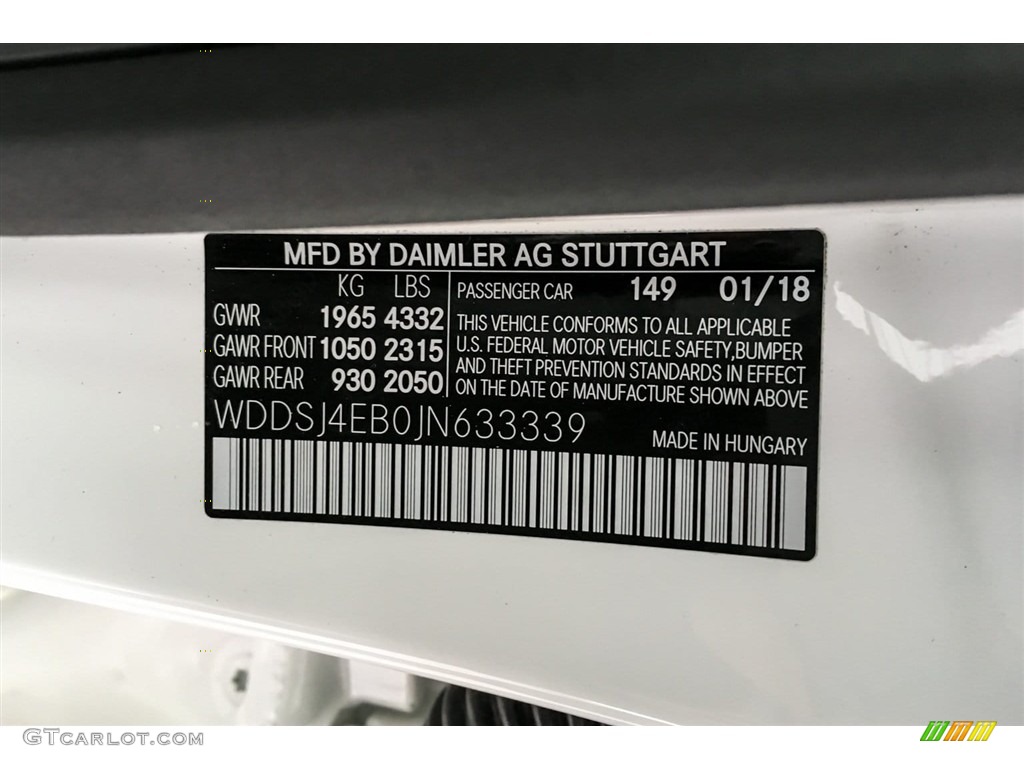 MFD BY DAIMLER AG STUTTGART
KG LBS
GVWR 1965 4332
GAWR FRONT 1050 2315
GAWR REAR 930 2050
PASSENGER CAR 149 01/18
THIS VEHICLE CONFORMS TO ALL APPLICABLE
U.S. FEDERAL MOTOR VEHICLE SAFETY,BUMPER
AND THEFT PREVENTION STANDARDS IN EFFECT
ON THE DATE OF MANUFACTURE SHOWN ABOVE
WDDSJ4EB0JN633339
MADE IN HUNGARY
GTCARLOT.COM